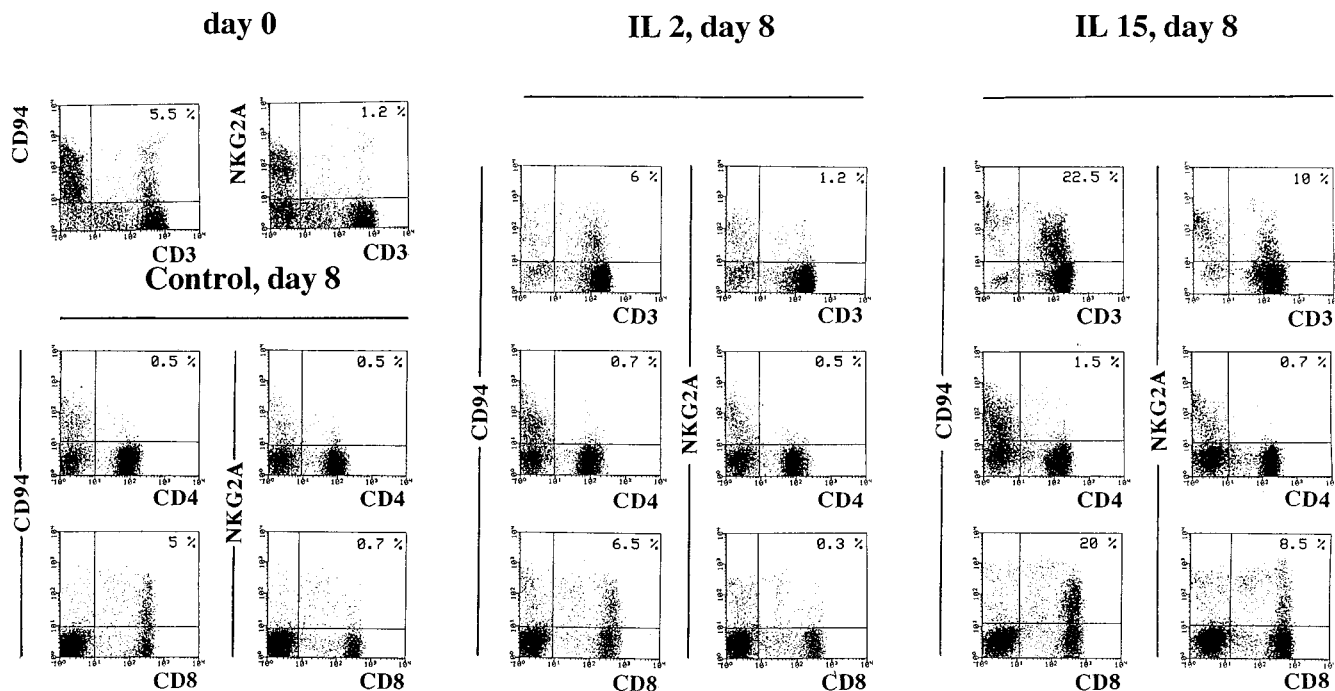 day 0
IL 2, day 8
IL 15, day 8
CD94
5.5 %
CD3
NKG2A
1.2 %
CD3
Control, day 8
CD94
0.5 %
CD4
NKG2A
0.5 %
CD4
5 %
CD8
0.7 %
CD8
CD94
6 %
CD3
NKG2A
1.2 %
CD3
0.7 %
CD4
0.5 %
CD4
6.5 %
CD8
0.3 %
CD8
CD94
22.5 %
CD3
NKG2A
10 %
CD3
1.5 %
CD4
0.7 %
CD4
20 %
CD8
8.5 %
CD8